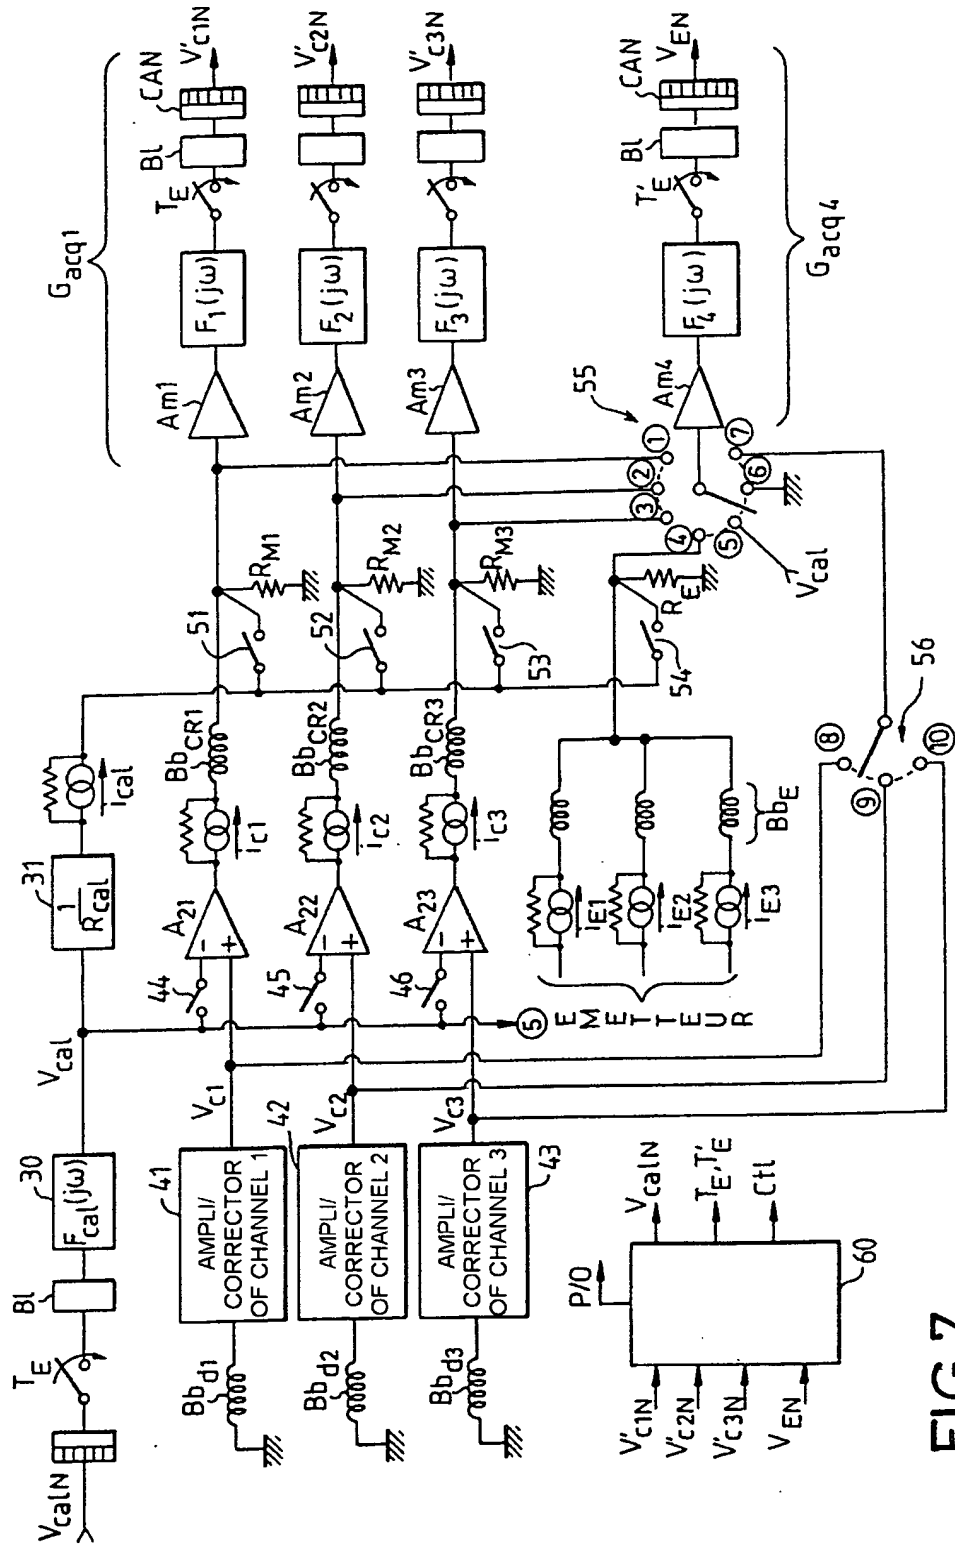 V_calN
T_E
Bl
30
F_cal(jω)
V_cal
31
1
R_cal
i_cal
G_acq1
Bb_d1
41
AMPLI/
CORRECTOR
OF CHANNEL 1
V_c1
44
A_21
-
+
i_c1
Bb_CR1
51
R_M1
Am1
F_1(jω)
T_E
Bl
CAN
V'_c1N
Bb_d2
42
AMPLI/
CORRECTOR
OF CHANNEL 2
V_c2
45
A_22
-
+
i_c2
Bb_CR2
52
R_M2
Am2
F_2(jω)
V'_c2N
Bb_d3
43
AMPLI/
CORRECTOR
OF CHANNEL 3
V_c3
46
A_23
-
+
i_c3
Bb_CR3
53
R_M3
Am3
F_3(jω)
V'_c3N
5
EMETTEUR
i_E1
i_E2
i_E3
Bb_E
54
R_E
55
1
2
3
4
5
6
7
V_cal
Am4
F_4(jω)
T'_E
Bl
CAN
V_EN
G_acq4
8
9
10
56
V'_c1N
V'_c2N
V'_c3N
V_EN
P/O
V_calN
T_E,T'_E
Ctl
60
FIG.7